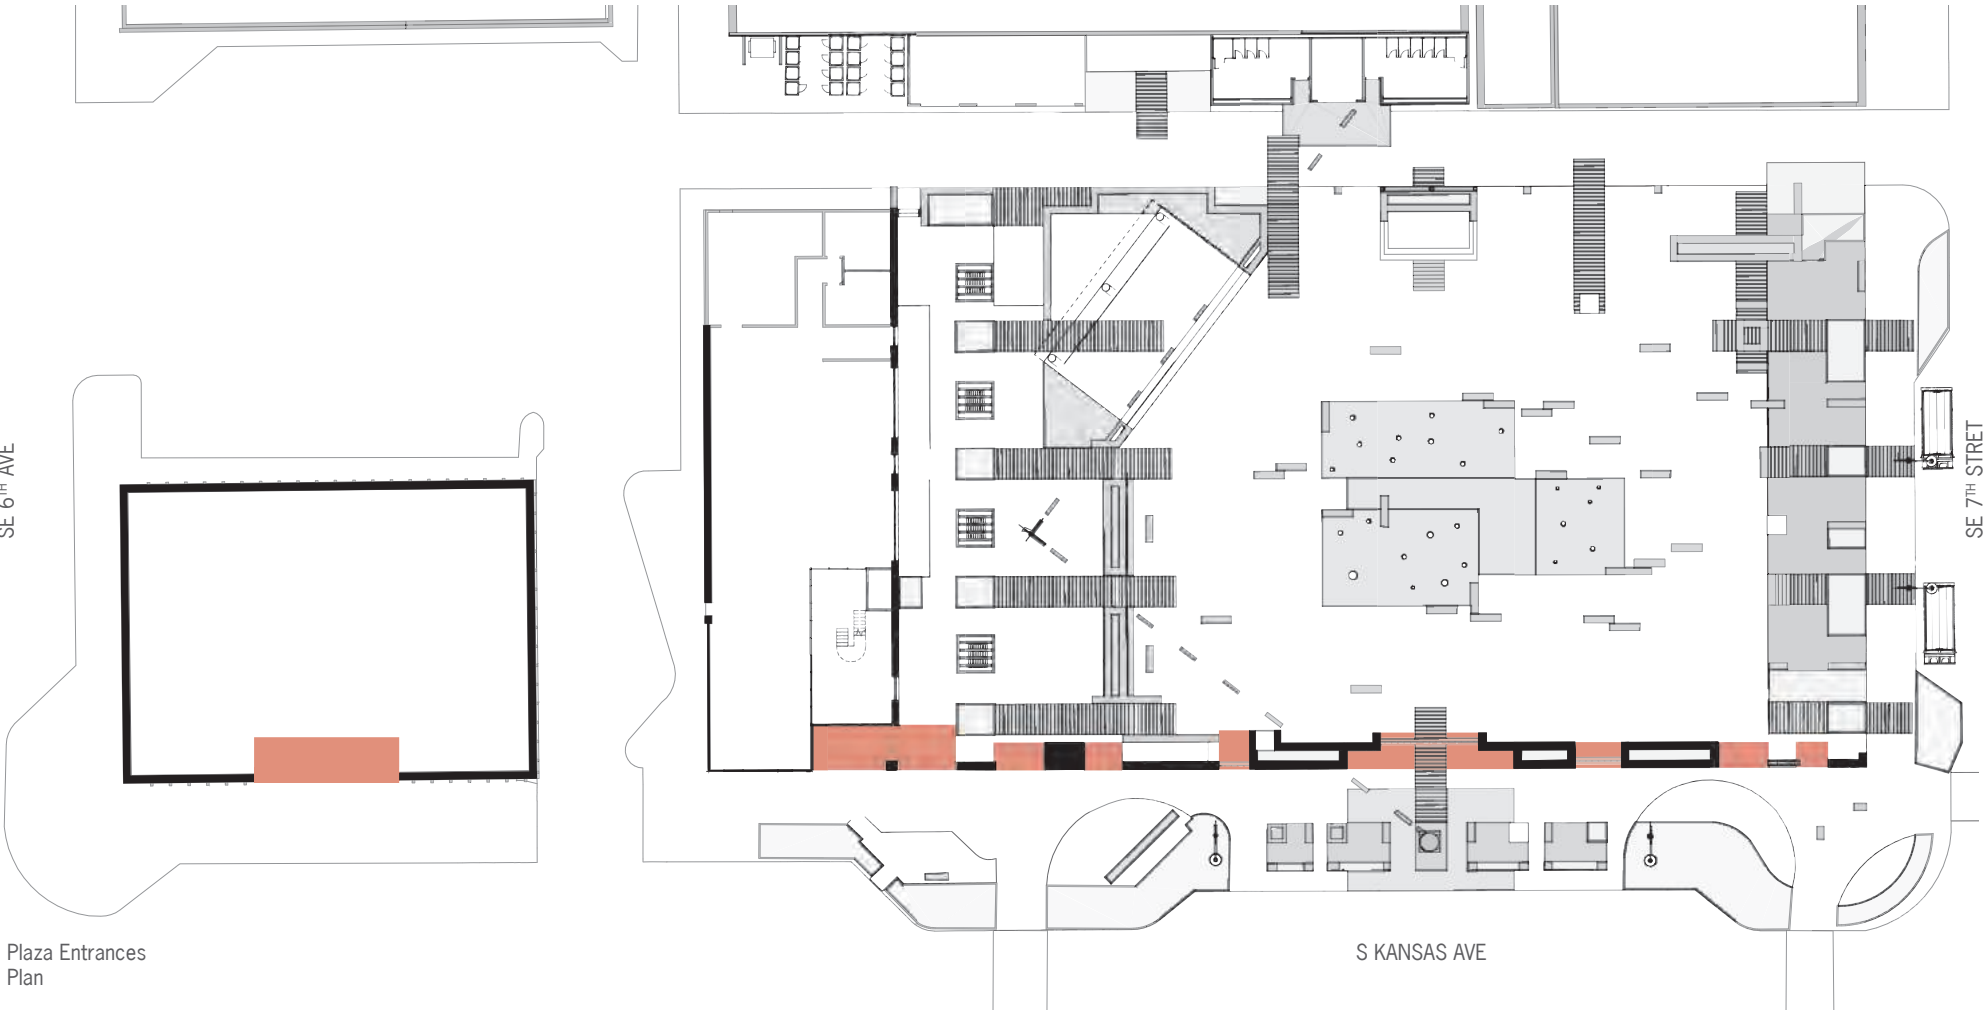 SE 6TH AVE
SE 7TH STRET
Plaza Entrances
Plan
S KANSAS AVE